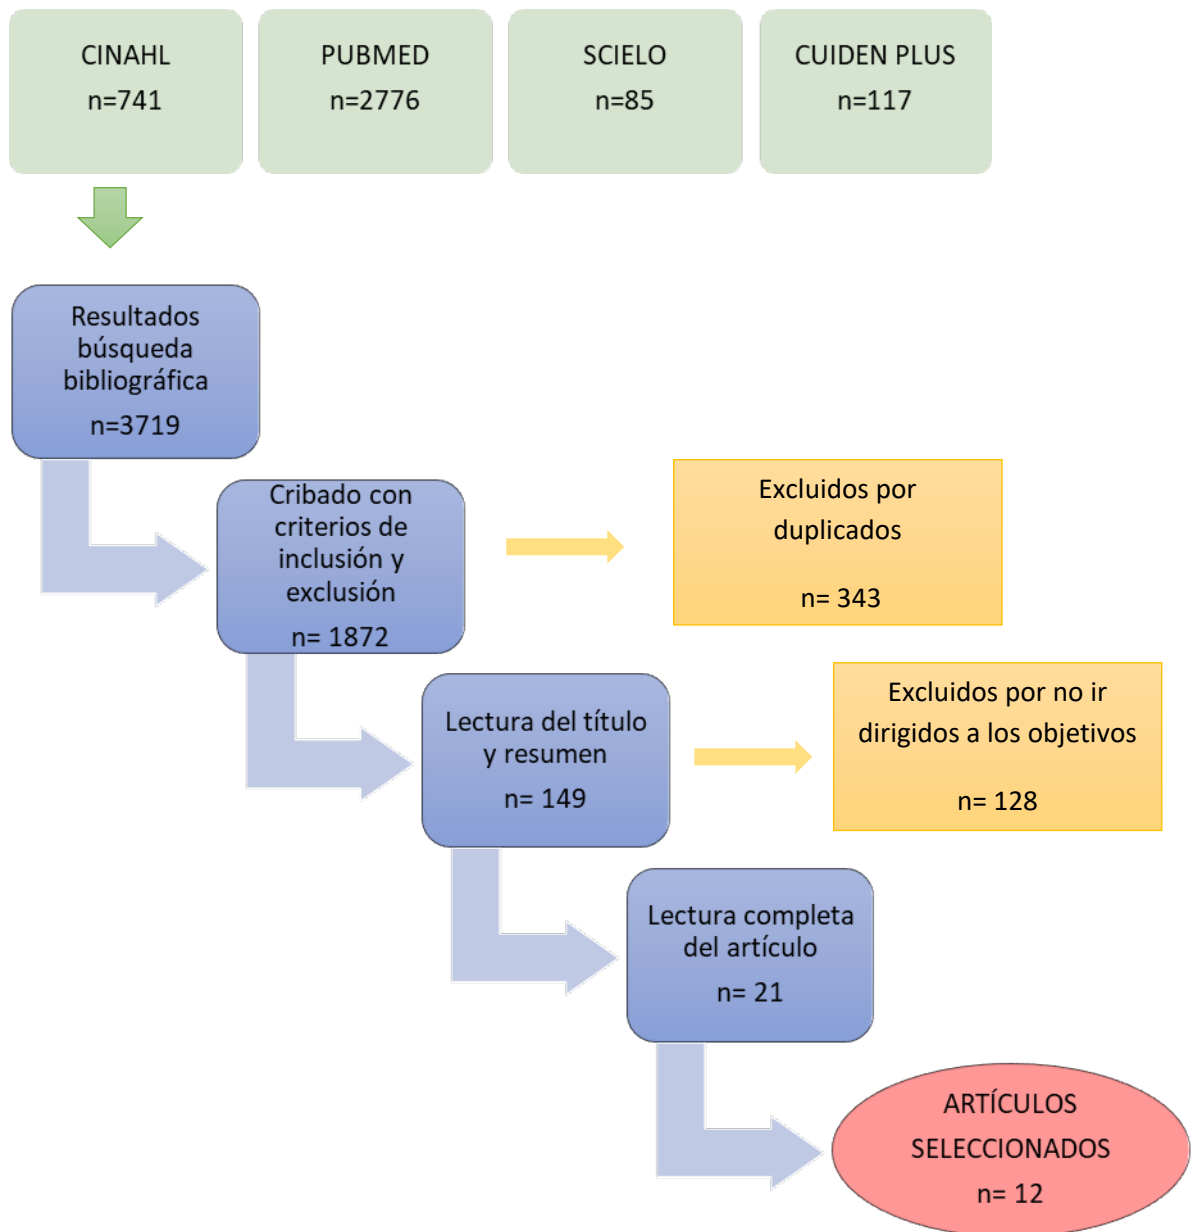 CINAHL
n=741
PUBMED
n=2776
SCIELO
n=85
CUIDEN PLUS
n=117
Resultados
búsqueda
bibliográfica
n=3719
Cribado con
criterios de
inclusión y
exclusión
n= 1872
Excluidos por
duplicados
n= 343
Lectura del título
y resumen
n= 149
Excluidos por no ir
dirigidos a los objetivos
n= 128
Lectura completa
del artículo
n= 21
ARTÍCULOS
SELECCIONADOS
n= 12